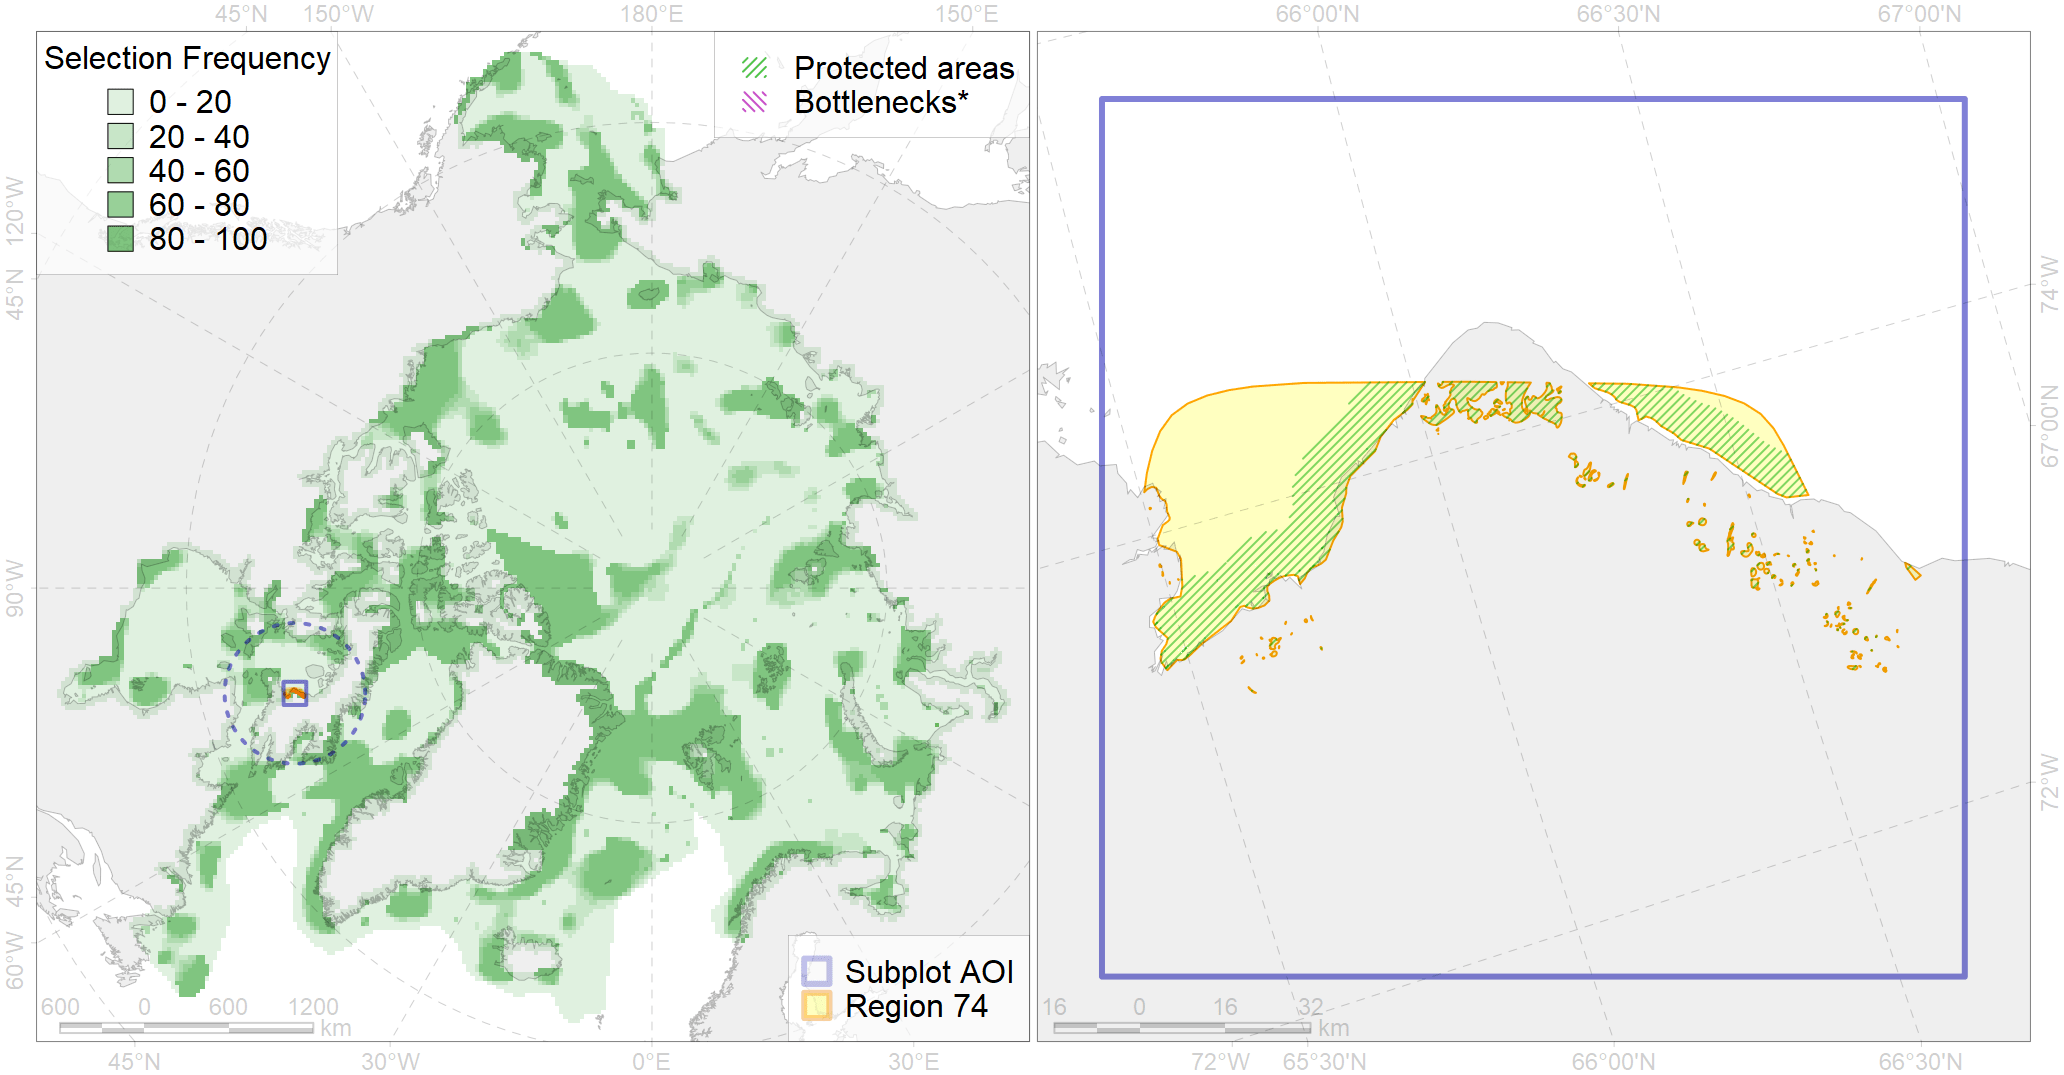 45°N 150°W 180°E 150°E 66°00'N 66°30'N 67°00'N
Selection Frequency
0 - 20
20 - 40
40 - 60
60 - 80
80 - 100
Protected areas
Bottlenecks*
120°W
45°N
90°W
45°N
60°W
74°W
67°00'N
72°W
Subplot AOI
Region 74
600 0 600 1200
km
16 0 16 32
km
45°N 30°W 0°E 30°E 72°W 65°30'N 66°00'N 66°30'N